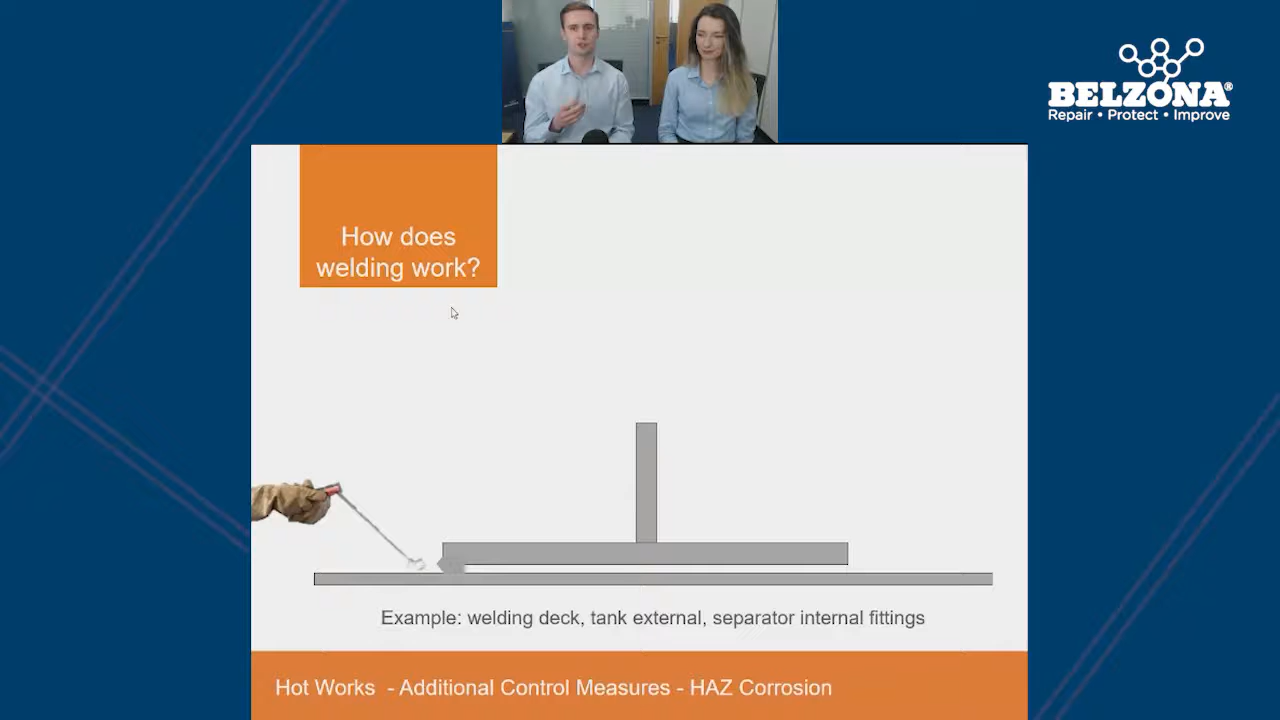 BELZONA®
Repair • Protect • Improve
How does
welding work?
Example: welding deck, tank external, separator internal fittings
Hot Works - Additional Control Measures - HAZ Corrosion